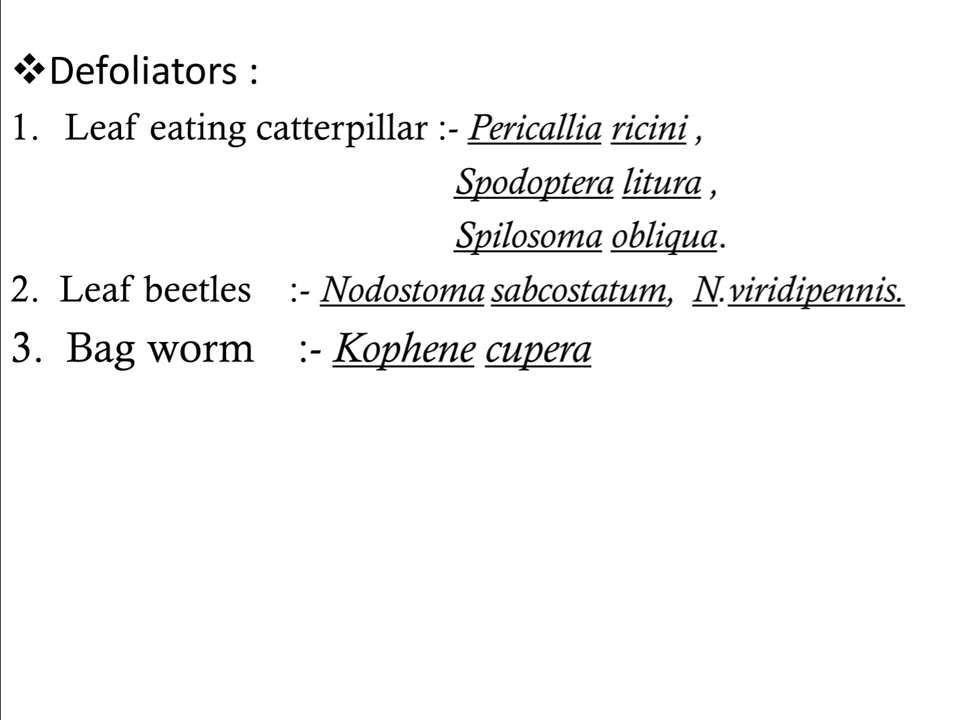 ❖Defoliators :
1. Leaf eating catterpillar :- Pericallia ricini ,
Spodoptera litura ,
Spilosoma obliqua.
2. Leaf beetles :- Nodostoma sabcostatum, N.viridipennis.
3. Bag worm :- Kophene cupera